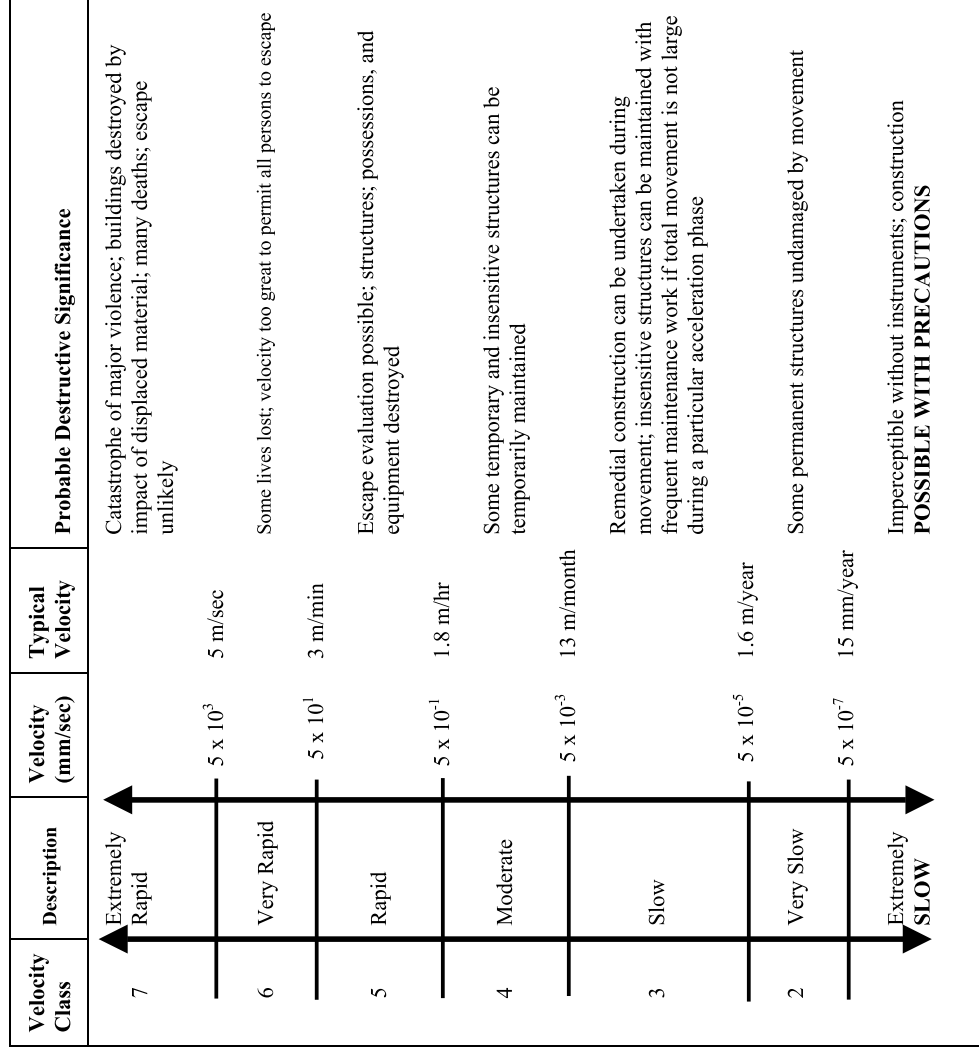 Velocity
Class
Description
Velocity
(mm/sec)
Typical
Velocity
Probable Destructive Significance
7
Extremely
Rapid
Catastrophe of major violence; buildings destroyed by
impact of displaced material; many deaths; escape
unlikely
5 x 10³
5 m/sec
6
Very Rapid
Some lives lost; velocity too great to permit all persons to escape
5 x 10¹
3 m/min
5
Rapid
Escape evaluation possible; structures; possessions, and
equipment destroyed
5 x 10⁻¹
1.8 m/hr
4
Moderate
Some temporary and insensitive structures can be
temporarily maintained
5 x 10⁻³
13 m/month
3
Slow
Remedial construction can be undertaken during
movement; insensitive structures can be maintained with
frequent maintenance work if total movement is not large
during a particular acceleration phase
5 x 10⁻⁵
1.6 m/year
2
Very Slow
Some permanent structures undamaged by movement
5 x 10⁻⁷
15 mm/year
Extremely
SLOW
Imperceptible without instruments; construction
POSSIBLE WITH PRECAUTIONS